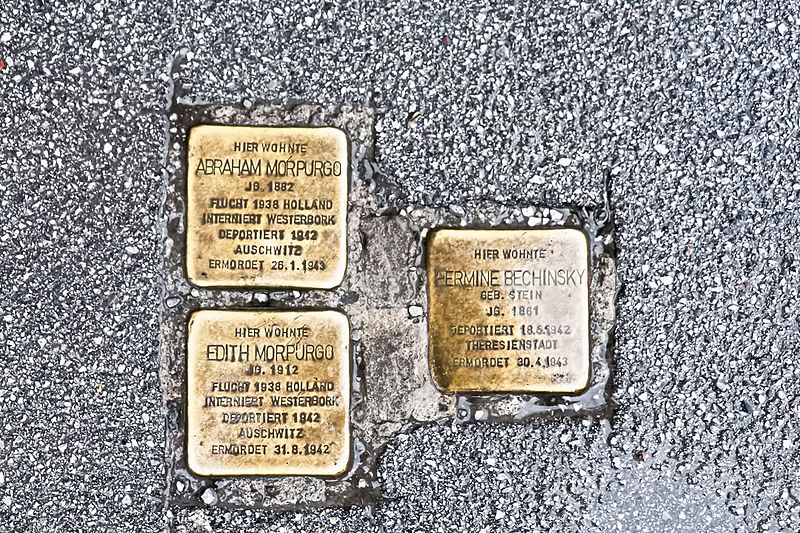 HIER WOHNTE
ABRAHAM MORPURGO
JG. 1882
FLUCHT 1938 HOLLAND
INTERNIERT WESTERBORK
DEPORTIERT 1942
AUSCHWITZ
ERMORDET 26.1.1943
HIER WOHNTE
EDITH MORPURGO
JG. 1912
FLUCHT 1938 HOLLAND
INTERNIERT WESTERBORK
DEPORTIERT 1942
AUSCHWITZ
ERMORDET 31.8.1942
HIER WOHNTE
HERMINE BECHINSKY
GEB. STEIN
JG. 1861
DEPORTIERT 18.5.1942
THERESIENSTADT
ERMORDET 30.4.1943